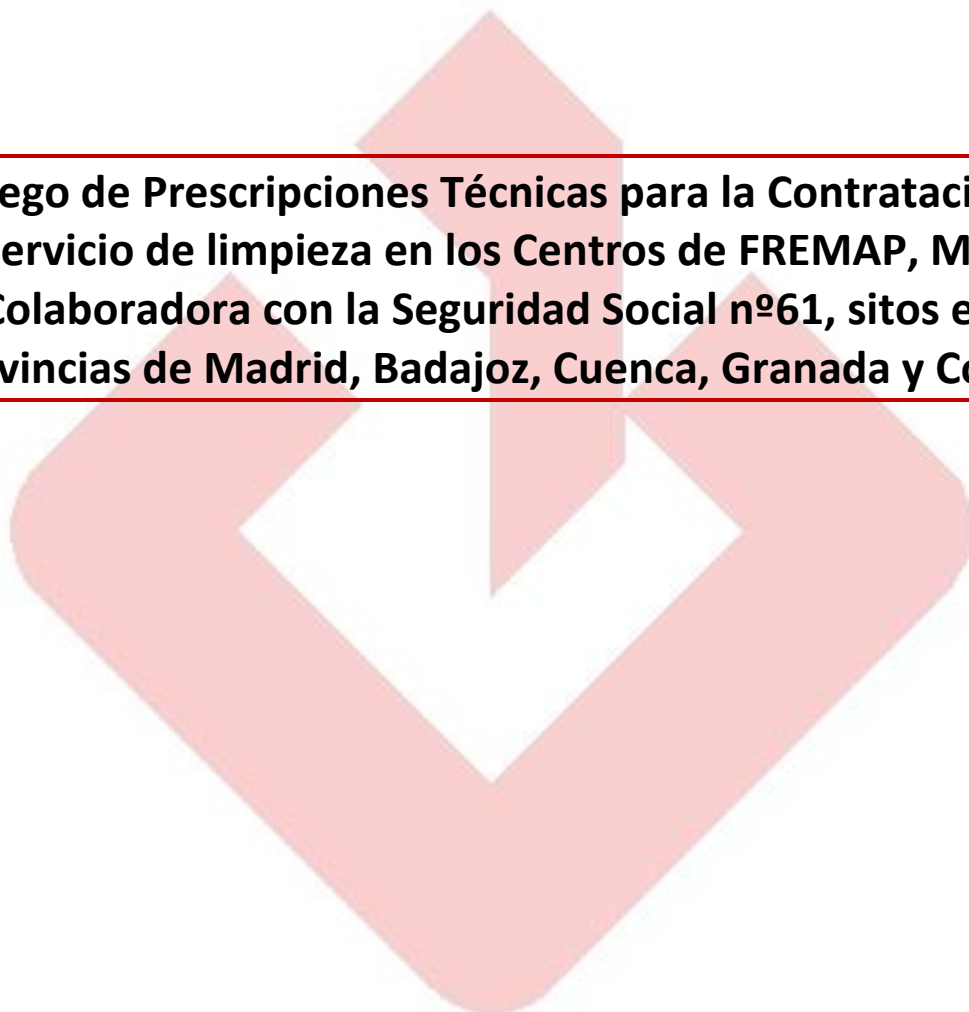 ego de Prescripciones Técnicas para la Contrataci
ervicio de limpieza en los Centros de FREMAP, M
Colaboradora con la Seguridad Social nº61, sitos e
vincias de Madrid, Badajoz, Cuenca, Granada y Co